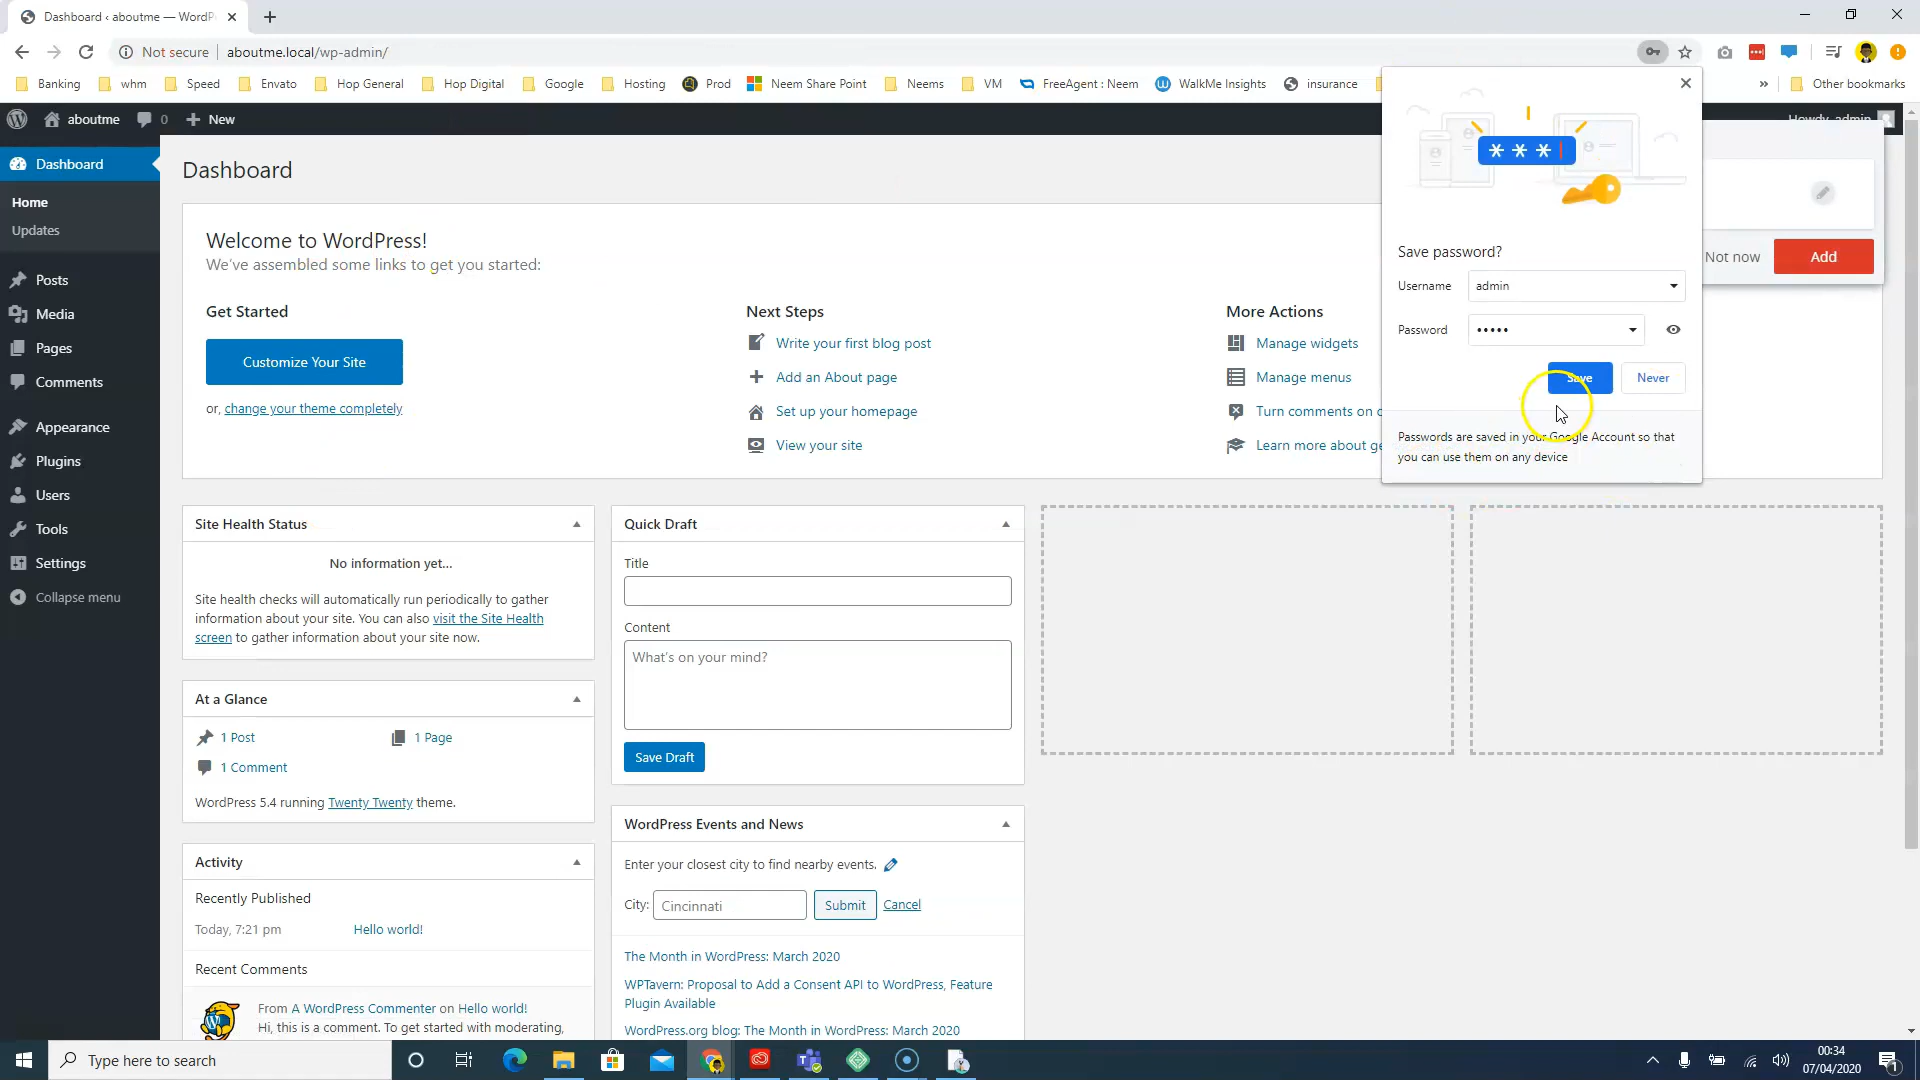 Dashboard ‹ aboutme — WordP
Not secure | aboutme.local/wp-admin/
Banking whm Speed Envato Hop General Hop Digital Google Hosting Prod Neem Share Point Neems VM FreeAgent : Neem WalkMe Insights insurance » Other bookmarks
aboutme 0 New Howdy, admin
Dashboard
Home
Updates
Posts
Media
Pages
Comments
Appearance
Plugins
Users
Tools
Settings
Collapse menu
Dashboard
Welcome to WordPress!
We've assembled some links to get you started:
Get Started
Customize Your Site
or, change your theme completely
Next Steps
Write your first blog post
Add an About page
Set up your homepage
View your site
More Actions
Manage widgets
Manage menus
Turn comments on
Learn more about
Save password?
Username admin
Password •••••
Save Never
Passwords are saved in your Google Account so that
you can use them on any device
Not now Add
Site Health Status
No information yet...
Site health checks will automatically run periodically to gather
information about your site. You can also visit the Site Health
screen to gather information about your site now.
At a Glance
1 Post 1 Page
1 Comment
WordPress 5.4 running Twenty Twenty theme.
Activity
Recently Published
Today, 7:21 pm Hello world!
Recent Comments
From A WordPress Commenter on Hello world!
Hi, this is a comment. To get started with moderating,
Quick Draft
Title
Content
What's on your mind?
Save Draft
WordPress Events and News
Enter your closest city to find nearby events.
City: Cincinnati Submit Cancel
The Month in WordPress: March 2020
WPTavern: Proposal to Add a Consent API to WordPress, Feature
Plugin Available
WordPress.org blog: The Month in WordPress: March 2020
Type here to search
00:34
07/04/2020
1